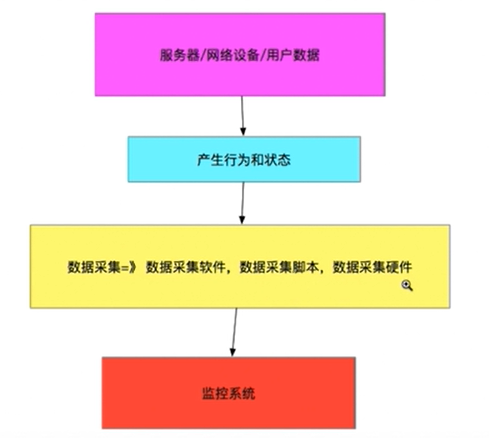 服务器/网络设备/用户数据
产生行为和状态
数据采集=》 数据采集软件，数据采集脚本，数据采集硬件
监控系统